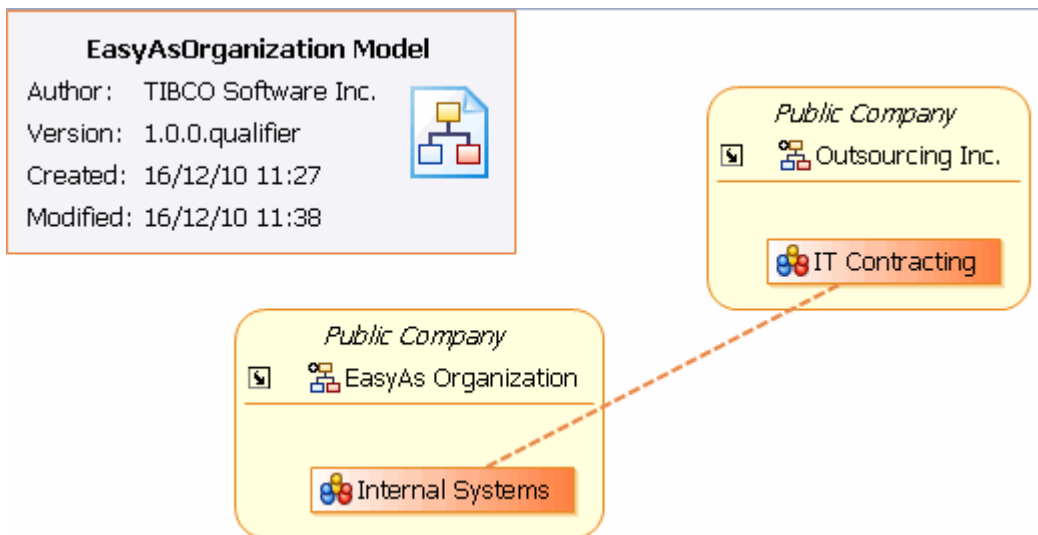 EasyAsOrganization Model
Author: TIBCO Software Inc.
Version: 1.0.0.qualifier
Created: 16/12/10 11:27
Modified: 16/12/10 11:38
Public Company
Outsourcing Inc.
IT Contracting
Public Company
EasyAs Organization
Internal Systems